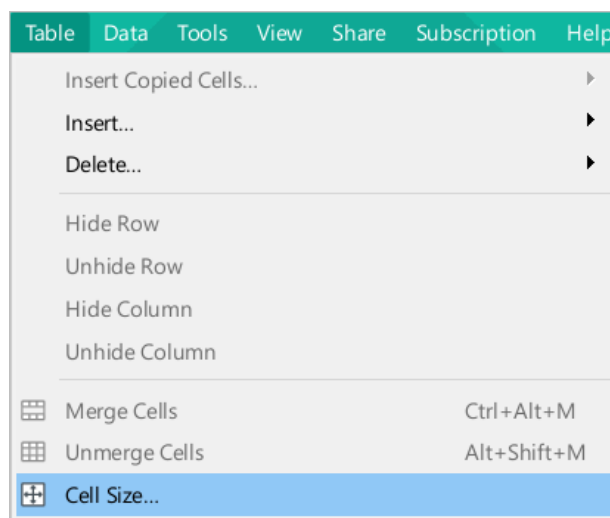 Table Data Tools View Share Subscription Help
Insert Copied Cells...
Insert...
Delete...
Hide Row
Unhide Row
Hide Column
Unhide Column
Merge Cells Ctrl+Alt+M
Unmerge Cells Alt+Shift+M
Cell Size...